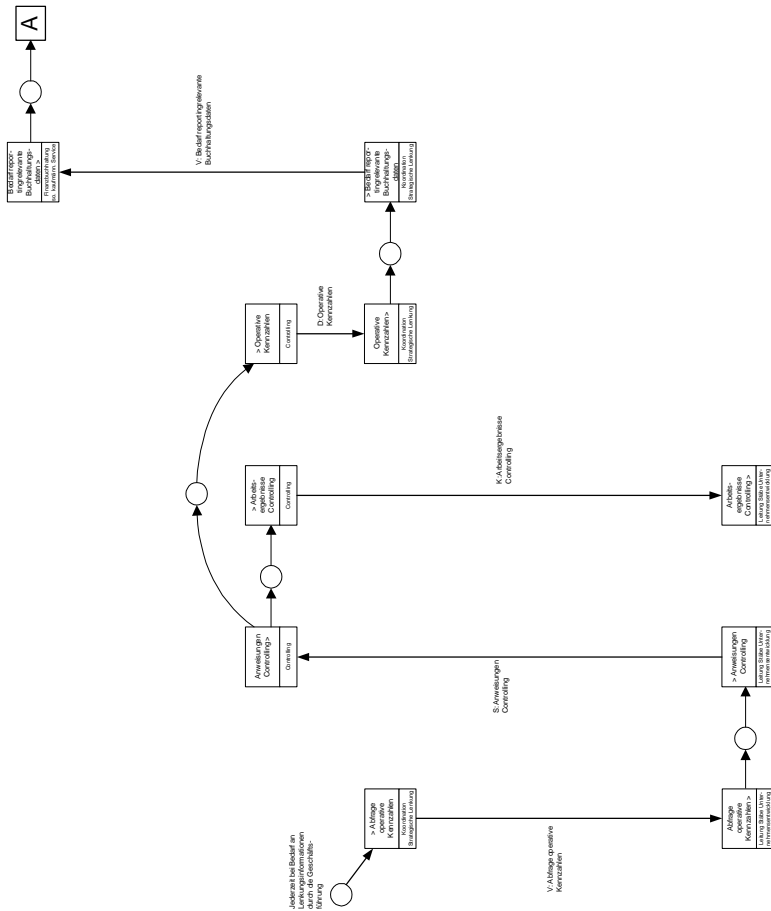 A
Bedarf repor-
tingrelevante
Buchhaltungs-
daten >
Finanzbuchhaltung
so. kaufmänn. Service
V: Bedarf reportingrelevante
Buchhaltungsdaten
> Bedarf repor-
tingrelevante
Buchhaltungs-
daten
Koordination
Strategische Lenkung
> Operative
Kennzahlen
Controlling
D: Operative
Kennzahlen
Operative
Kennzahlen >
Koordination
Strategische Lenkung
> Arbeits-
ergebnisse
Controlling
Controlling
K: Arbeitsergebnisse
Controlling
Arbeits-
ergebnisse
Controlling >
Leitung Stäbe Unter-
nehmensentwicklung
Anweisungen
Controlling >
Controlling
S: Anweisungen
Controlling
> Anweisungen
Controlling
Leitung Stäbe Unter-
nehmensentwicklung
Jederzeit bei Bedarf an
Lenkungsinformationen
durch die Geschäfts-
führung
> Abfrage
operative
Kennzahlen
Koordination
Strategische Lenkung
V: Abfrage operative
Kennzahlen
Abfrage
operative
Kennzahlen >
Leitung Stäbe Unter-
nehmensentwicklung